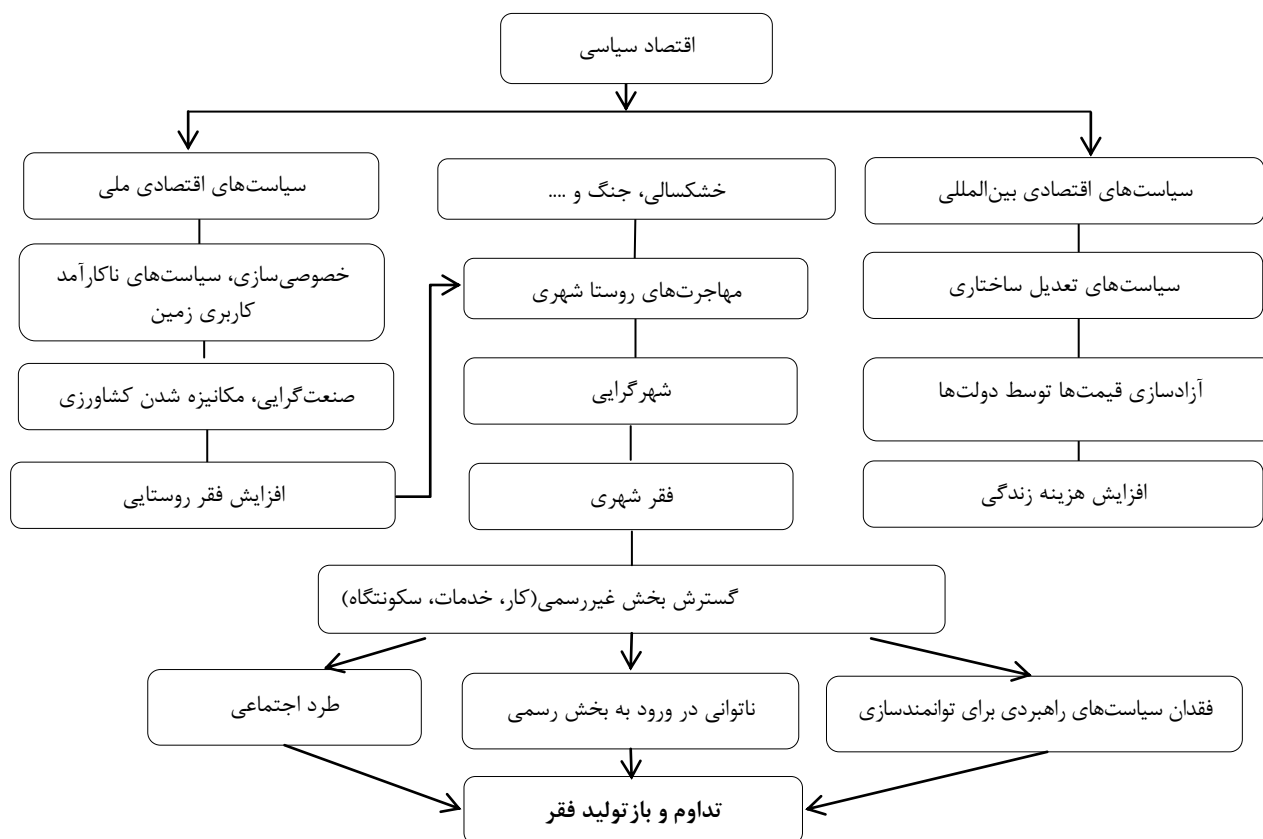 اقتصاد سیاسی
سیاست‌های اقتصادی بین‌المللی
خشکسالی، جنگ و ....
سیاست‌های اقتصادی ملی
سیاست‌های تعدیل ساختاری
مهاجرت‌های روستا شهری
خصوصی‌سازی، سیاست‌های ناکارآمد
کاربری زمین
آزادسازی قیمت‌ها توسط دولت‌ها
شهرگرایی
صنعت‌گرایی، مکانیزه شدن کشاورزی
افزایش هزینه زندگی
فقر شهری
افزایش فقر روستایی
گسترش بخش غیررسمی(کار، خدمات، سکونتگاه)
فقدان سیاست‌های راهبردی برای توانمندسازی
ناتوانی در ورود به بخش رسمی
طرد اجتماعی
تداوم و بازتولید فقر